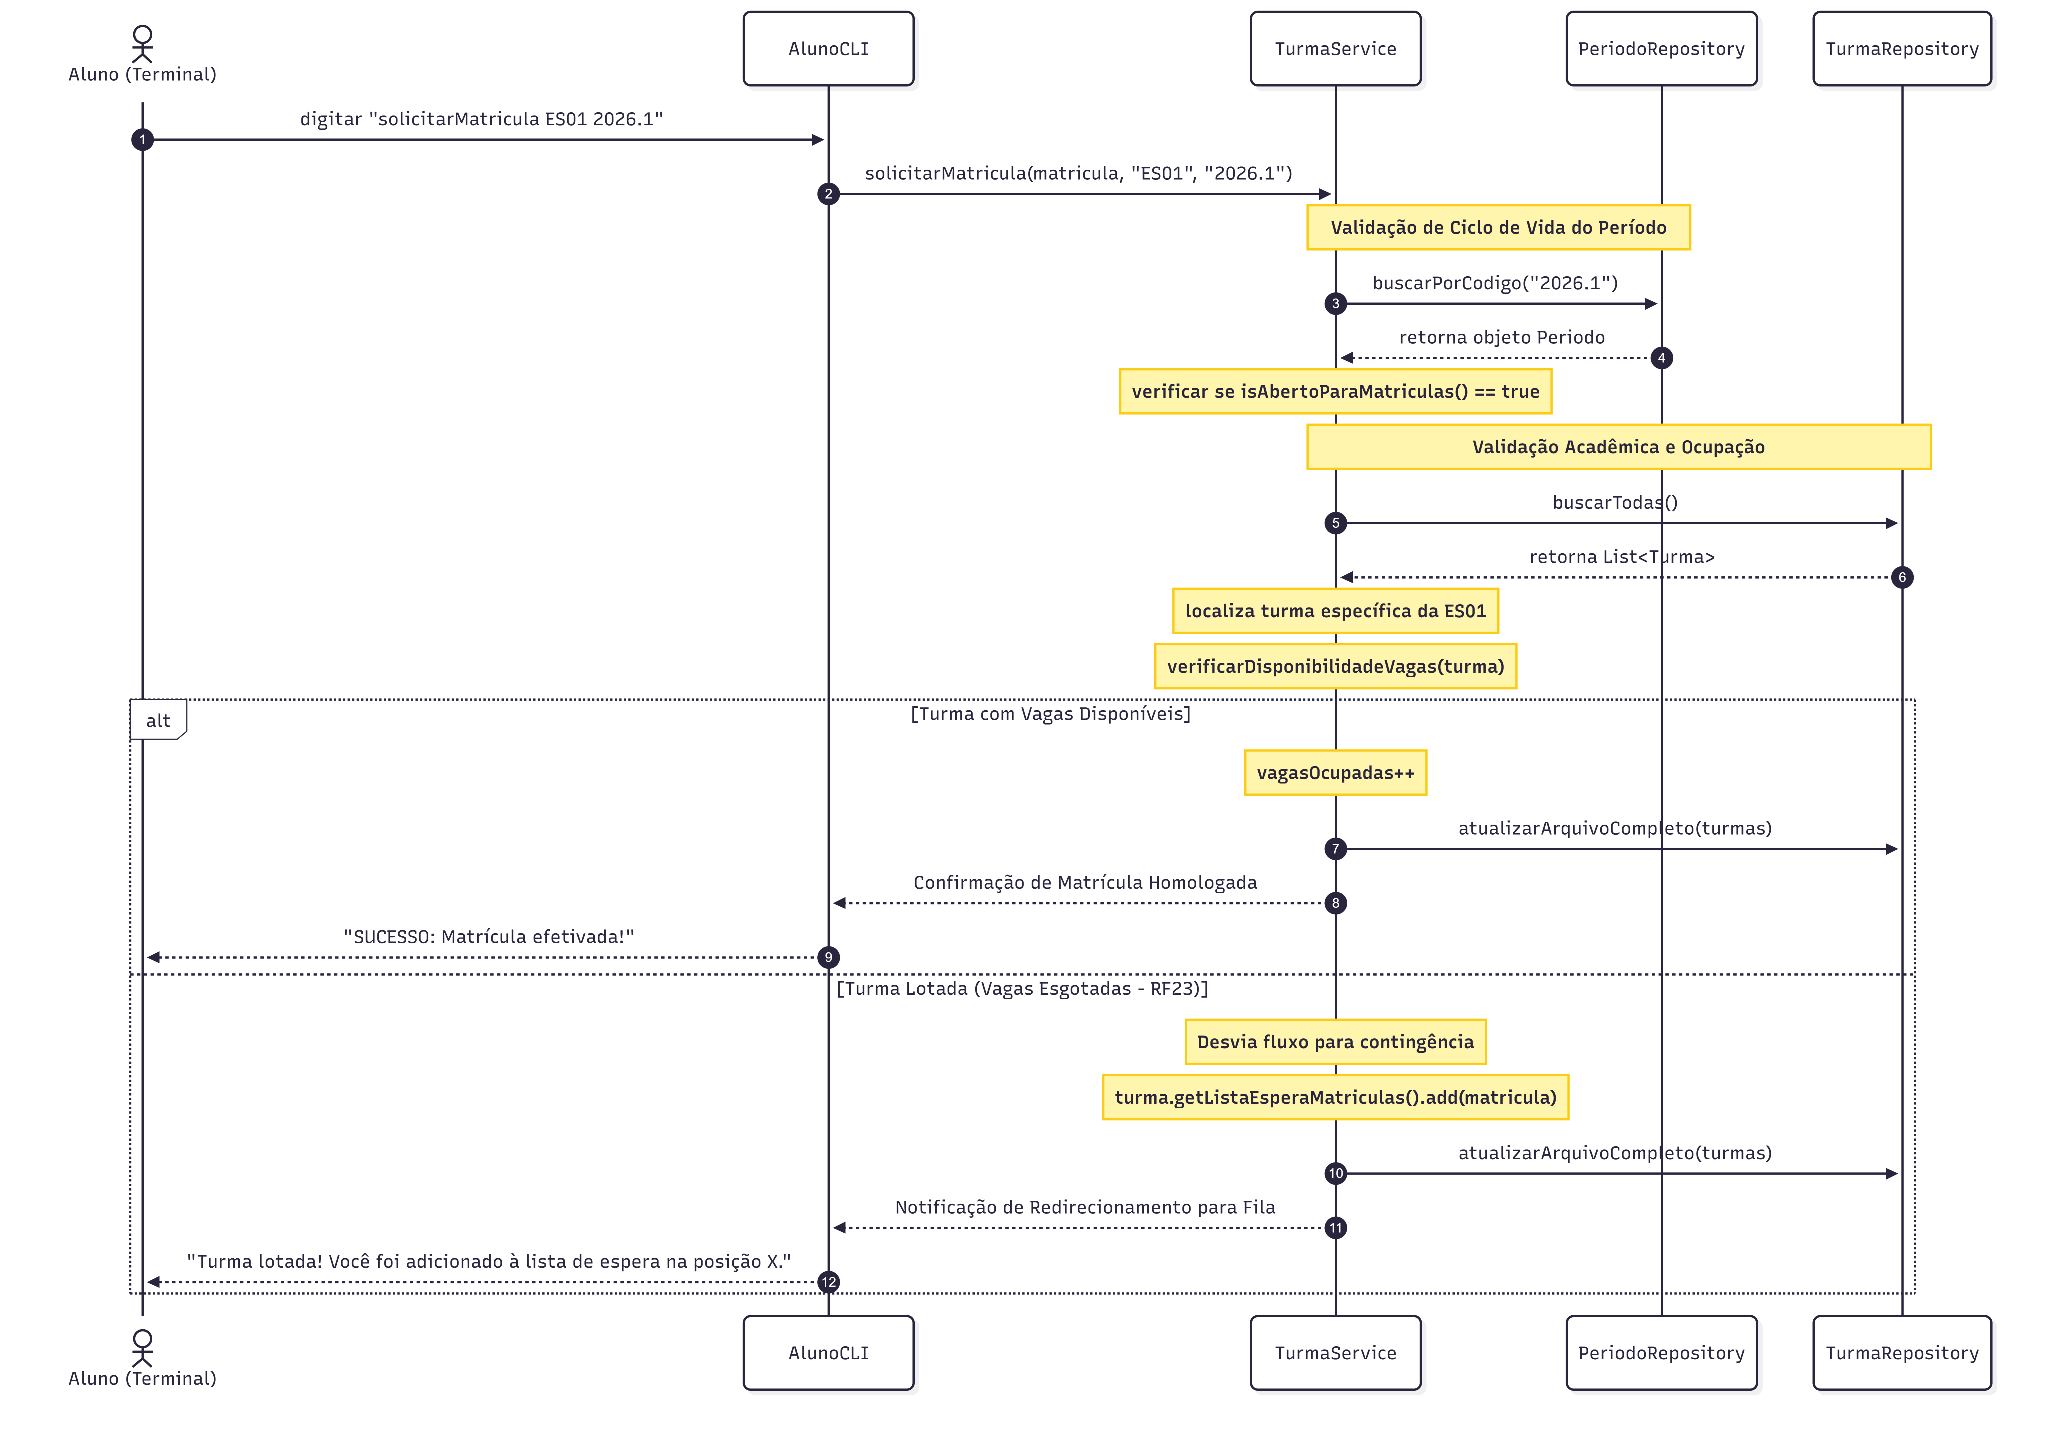 Aluno (Terminal)
AlunoCLI
TurmaService
PeriodoRepository
TurmaRepository
digitar "solicitarMatricula ES01 2026.1"
1
solicitarMatricula(matricula, "ES01", "2026.1")
2
Validação de Ciclo de Vida do Período
buscarPorCodigo("2026.1")
3
retorna objeto Periodo
4
verificar se isAbertoParaMatriculas() == true
Validação Acadêmica e Ocupação
buscarTodas()
5
retorna List<Turma>
6
localiza turma específica da ES01
verificarDisponibilidadeVagas(turma)
alt
[Turma com Vagas Disponíveis]
vagasOcupadas++
atualizarArquivoCompleto(turmas)
7
Confirmação de Matrícula Homologada
8
"SUCESSO: Matrícula efetivada!"
9
[Turma Lotada (Vagas Esgotadas - RF23)]
Desvia fluxo para contingência
turma.getListaEsperaMatriculas().add(matricula)
atualizarArquivoCompleto(turmas)
10
Notificação de Redirecionamento para Fila
11
"Turma lotada! Você foi adicionado à lista de espera na posição X."
12
Aluno (Terminal)
AlunoCLI
TurmaService
PeriodoRepository
TurmaRepository